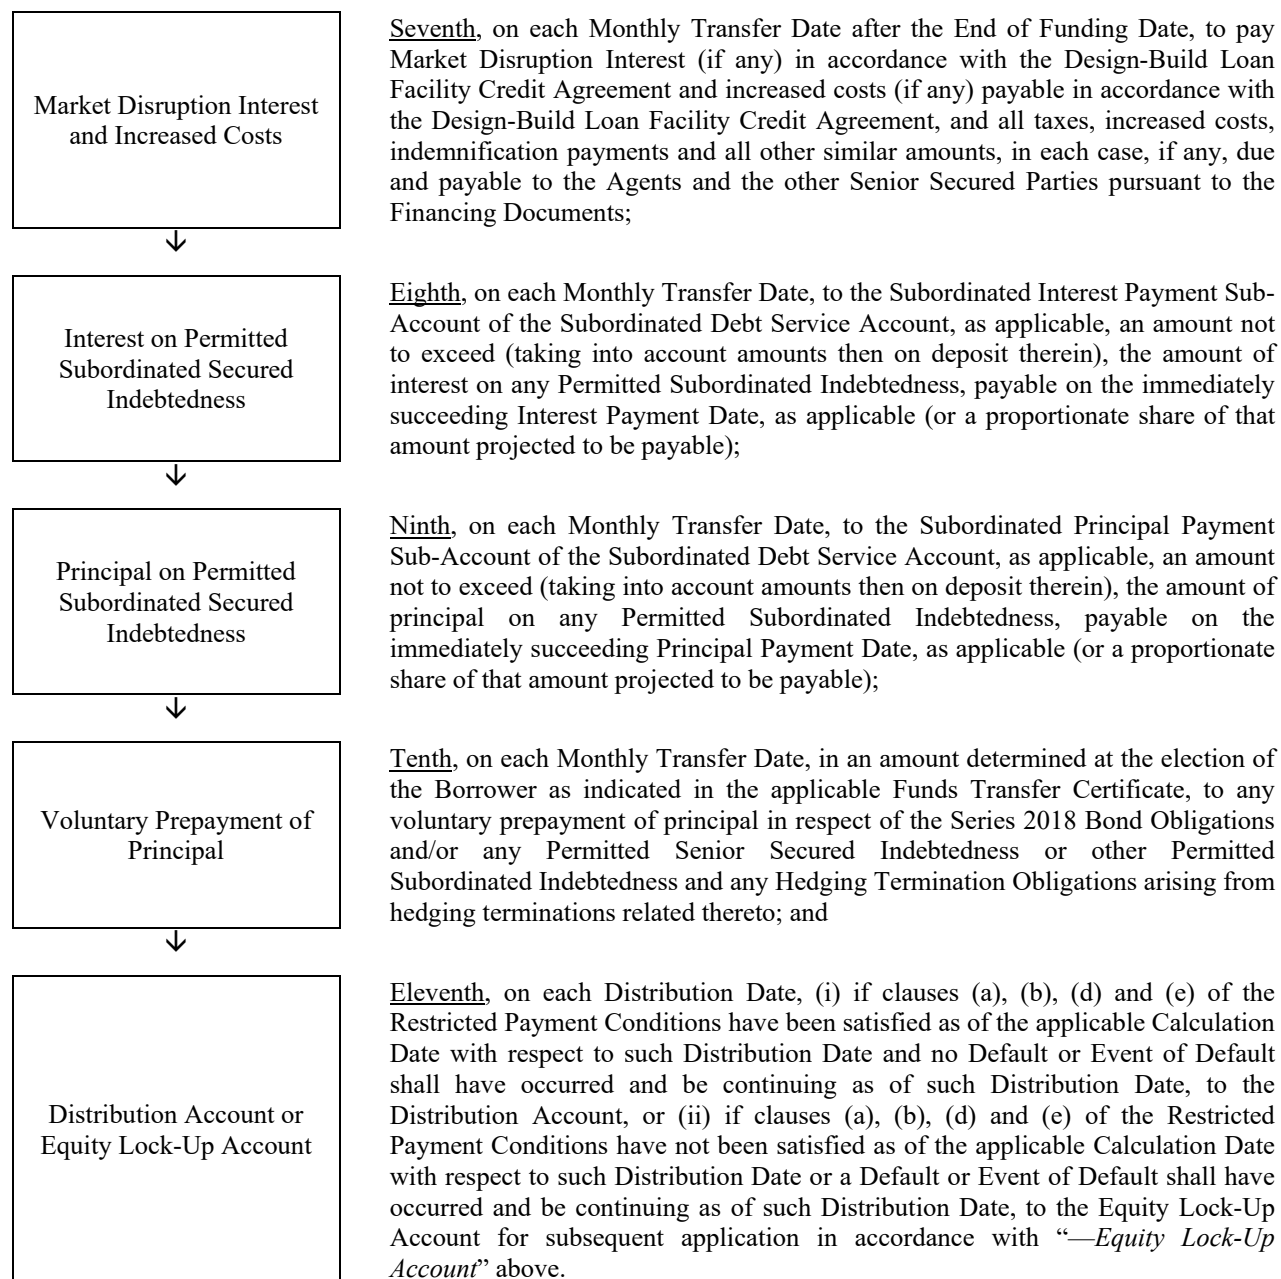 Market Disruption Interest
and Increased Costs
Seventh, on each Monthly Transfer Date after the End of Funding Date, to pay
Market Disruption Interest (if any) in accordance with the Design-Build Loan
Facility Credit Agreement and increased costs (if any) payable in accordance with
the Design-Build Loan Facility Credit Agreement, and all taxes, increased costs,
indemnification payments and all other similar amounts, in each case, if any, due
and payable to the Agents and the other Senior Secured Parties pursuant to the
Financing Documents;
Interest on Permitted
Subordinated Secured
Indebtedness
Eighth, on each Monthly Transfer Date, to the Subordinated Interest Payment Sub-
Account of the Subordinated Debt Service Account, as applicable, an amount not
to exceed (taking into account amounts then on deposit therein), the amount of
interest on any Permitted Subordinated Indebtedness, payable on the immediately
succeeding Interest Payment Date, as applicable (or a proportionate share of that
amount projected to be payable);
Principal on Permitted
Subordinated Secured
Indebtedness
Ninth, on each Monthly Transfer Date, to the Subordinated Principal Payment
Sub-Account of the Subordinated Debt Service Account, as applicable, an amount
not to exceed (taking into account amounts then on deposit therein), the amount of
principal on any Permitted Subordinated Indebtedness, payable on the
immediately succeeding Principal Payment Date, as applicable (or a proportionate
share of that amount projected to be payable);
Voluntary Prepayment of
Principal
Tenth, on each Monthly Transfer Date, in an amount determined at the election of
the Borrower as indicated in the applicable Funds Transfer Certificate, to any
voluntary prepayment of principal in respect of the Series 2018 Bond Obligations
and/or any Permitted Senior Secured Indebtedness or other Permitted
Subordinated Indebtedness and any Hedging Termination Obligations arising from
hedging terminations related thereto; and
Distribution Account or
Equity Lock-Up Account
Eleventh, on each Distribution Date, (i) if clauses (a), (b), (d) and (e) of the
Restricted Payment Conditions have been satisfied as of the applicable Calculation
Date with respect to such Distribution Date and no Default or Event of Default
shall have occurred and be continuing as of such Distribution Date, to the
Distribution Account, or (ii) if clauses (a), (b), (d) and (e) of the Restricted
Payment Conditions have not been satisfied as of the applicable Calculation Date
with respect to such Distribution Date or a Default or Event of Default shall have
occurred and be continuing as of such Distribution Date, to the Equity Lock-Up
Account for subsequent application in accordance with “—Equity Lock-Up
Account” above.